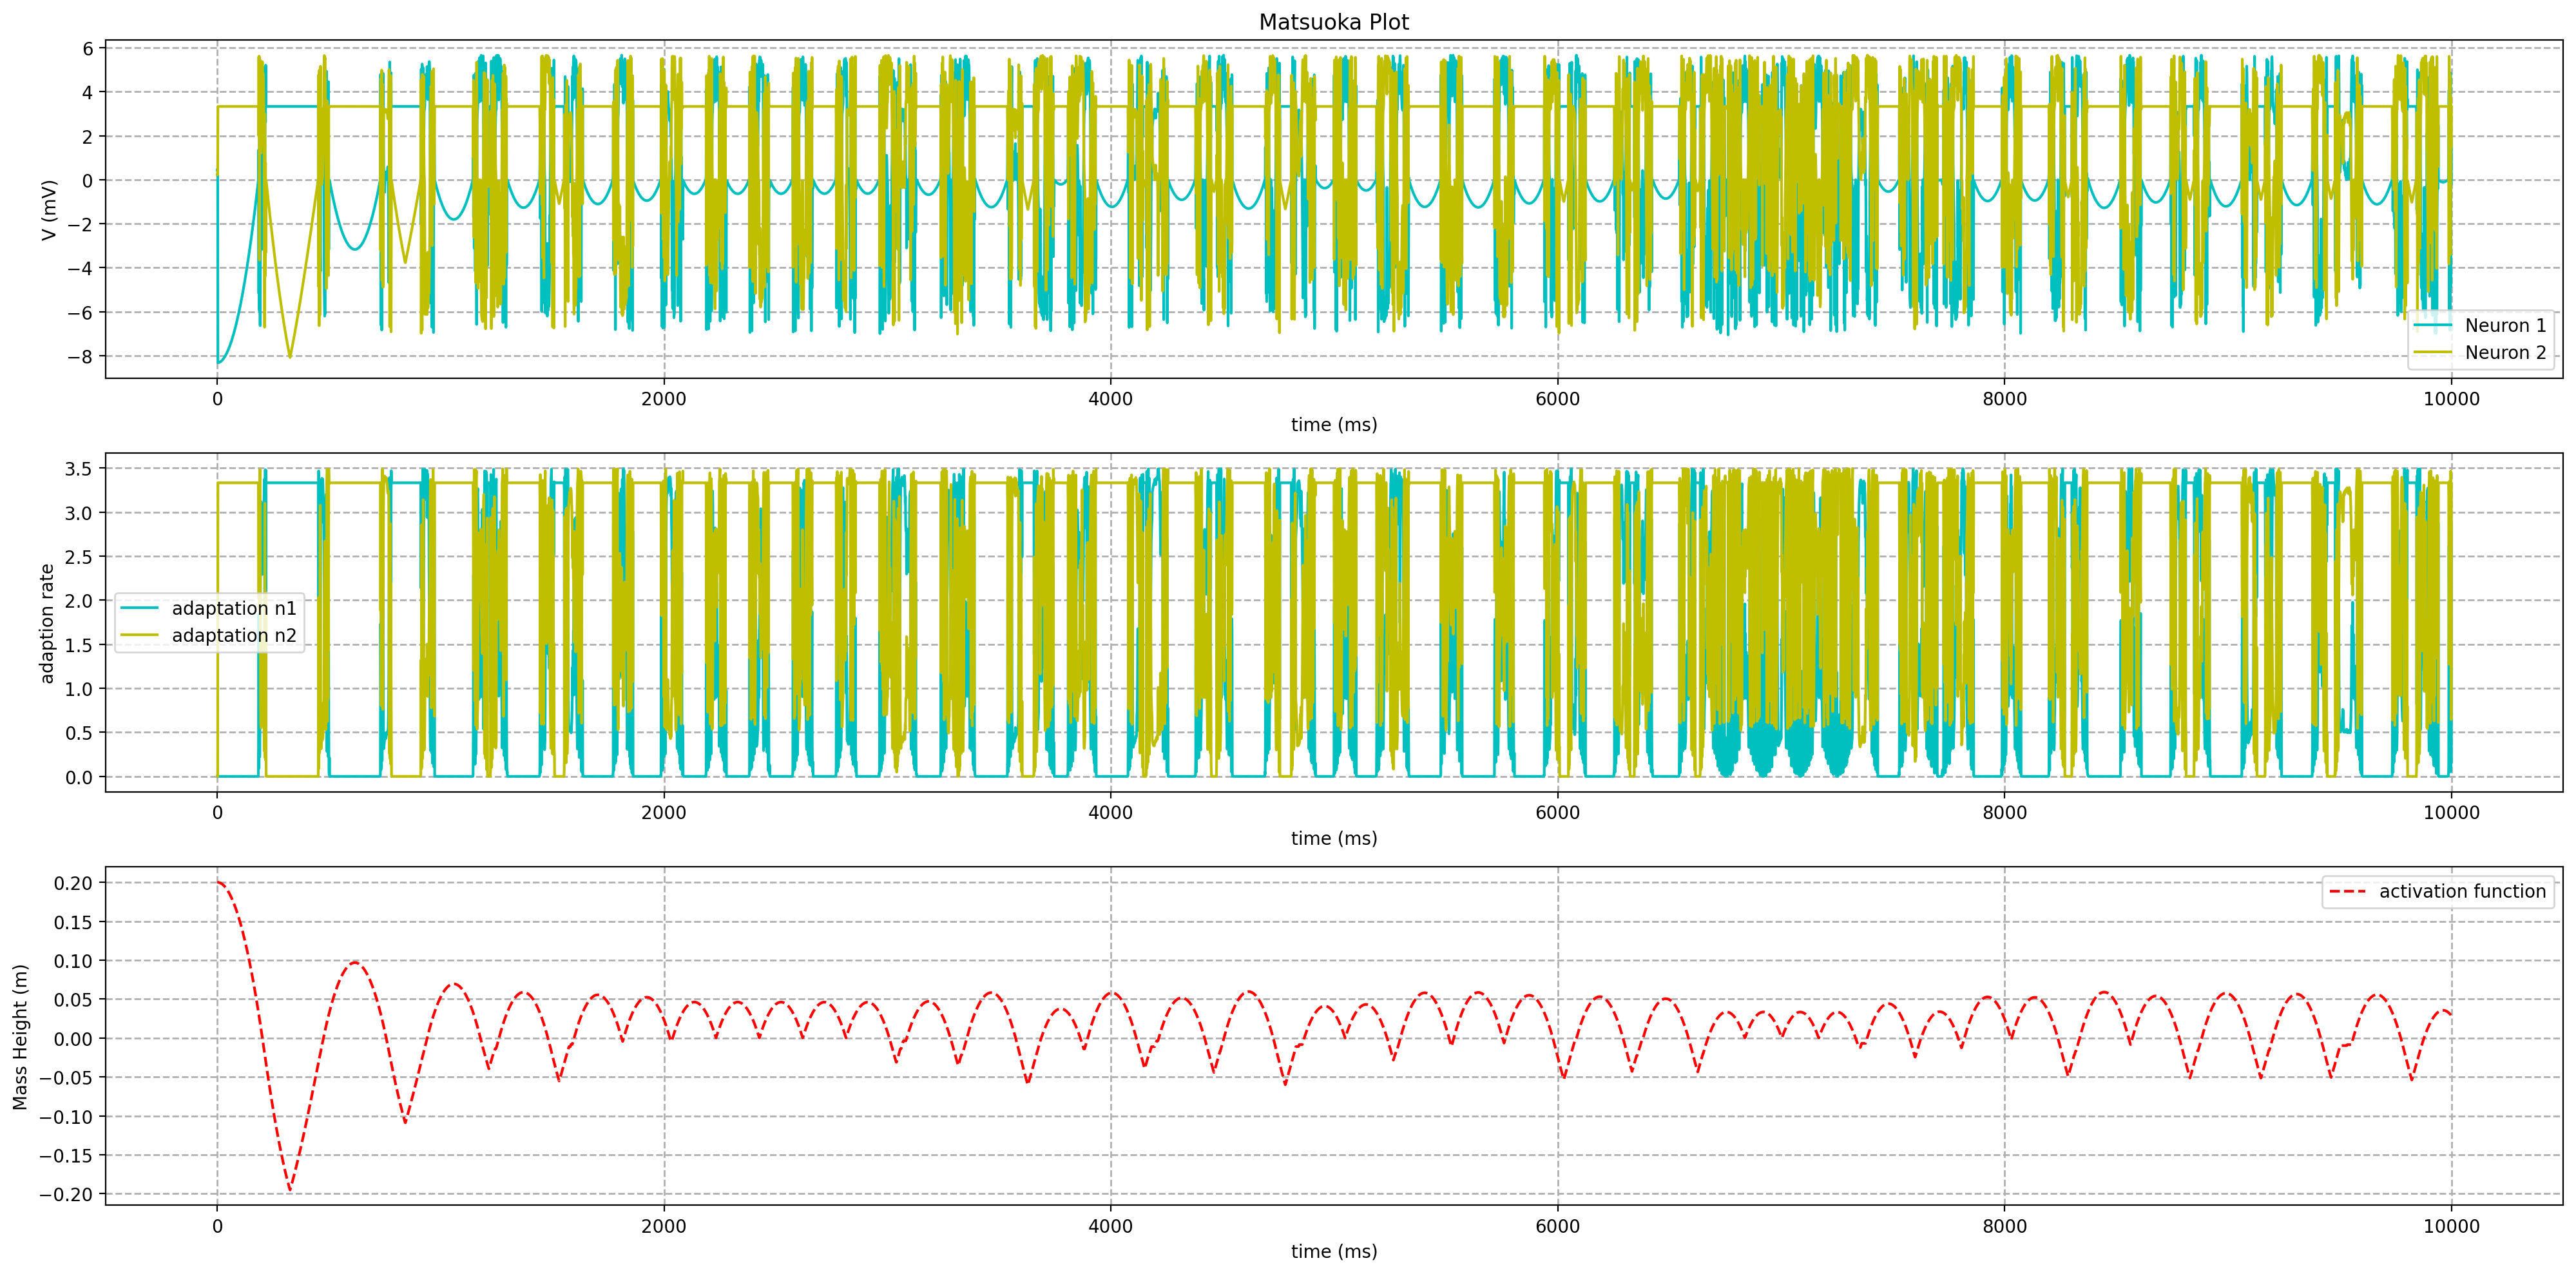 Matsuoka Plot
6
4
2
0
−2
−4
−6
−8
V (mV)
Neuron 1
Neuron 2
0 2000 4000 6000 8000 10000
time (ms)
3.5
3.0
2.5
2.0
1.5
1.0
0.5
0.0
adaption rate
adaptation n1
adaptation n2
0 2000 4000 6000 8000 10000
time (ms)
0.20
0.15
0.10
0.05
0.00
−0.05
−0.10
−0.15
−0.20
Mass Height (m)
activation function
0 2000 4000 6000 8000 10000
time (ms)